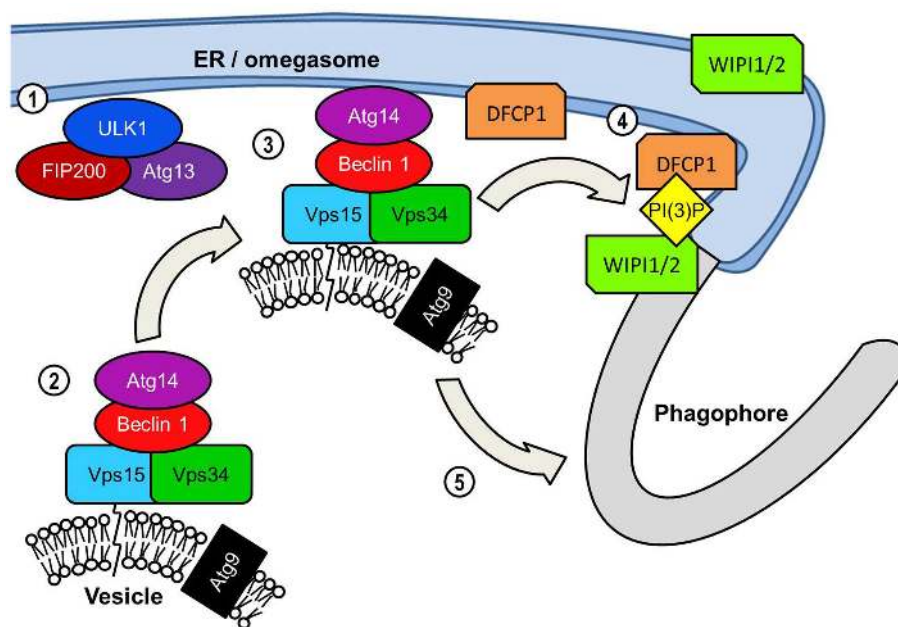 ER / omegasome
WIPI1/2
1
ULK1
FIP200
Atg13
3
Atg14
Beclin 1
Vps15
Vps34
Atg9
DFCP1
4
DFCP1
PI(3)P
WIPI1/2
2
Atg14
Beclin 1
Vps15
Vps34
Atg9
Vesicle
5
Phagophore